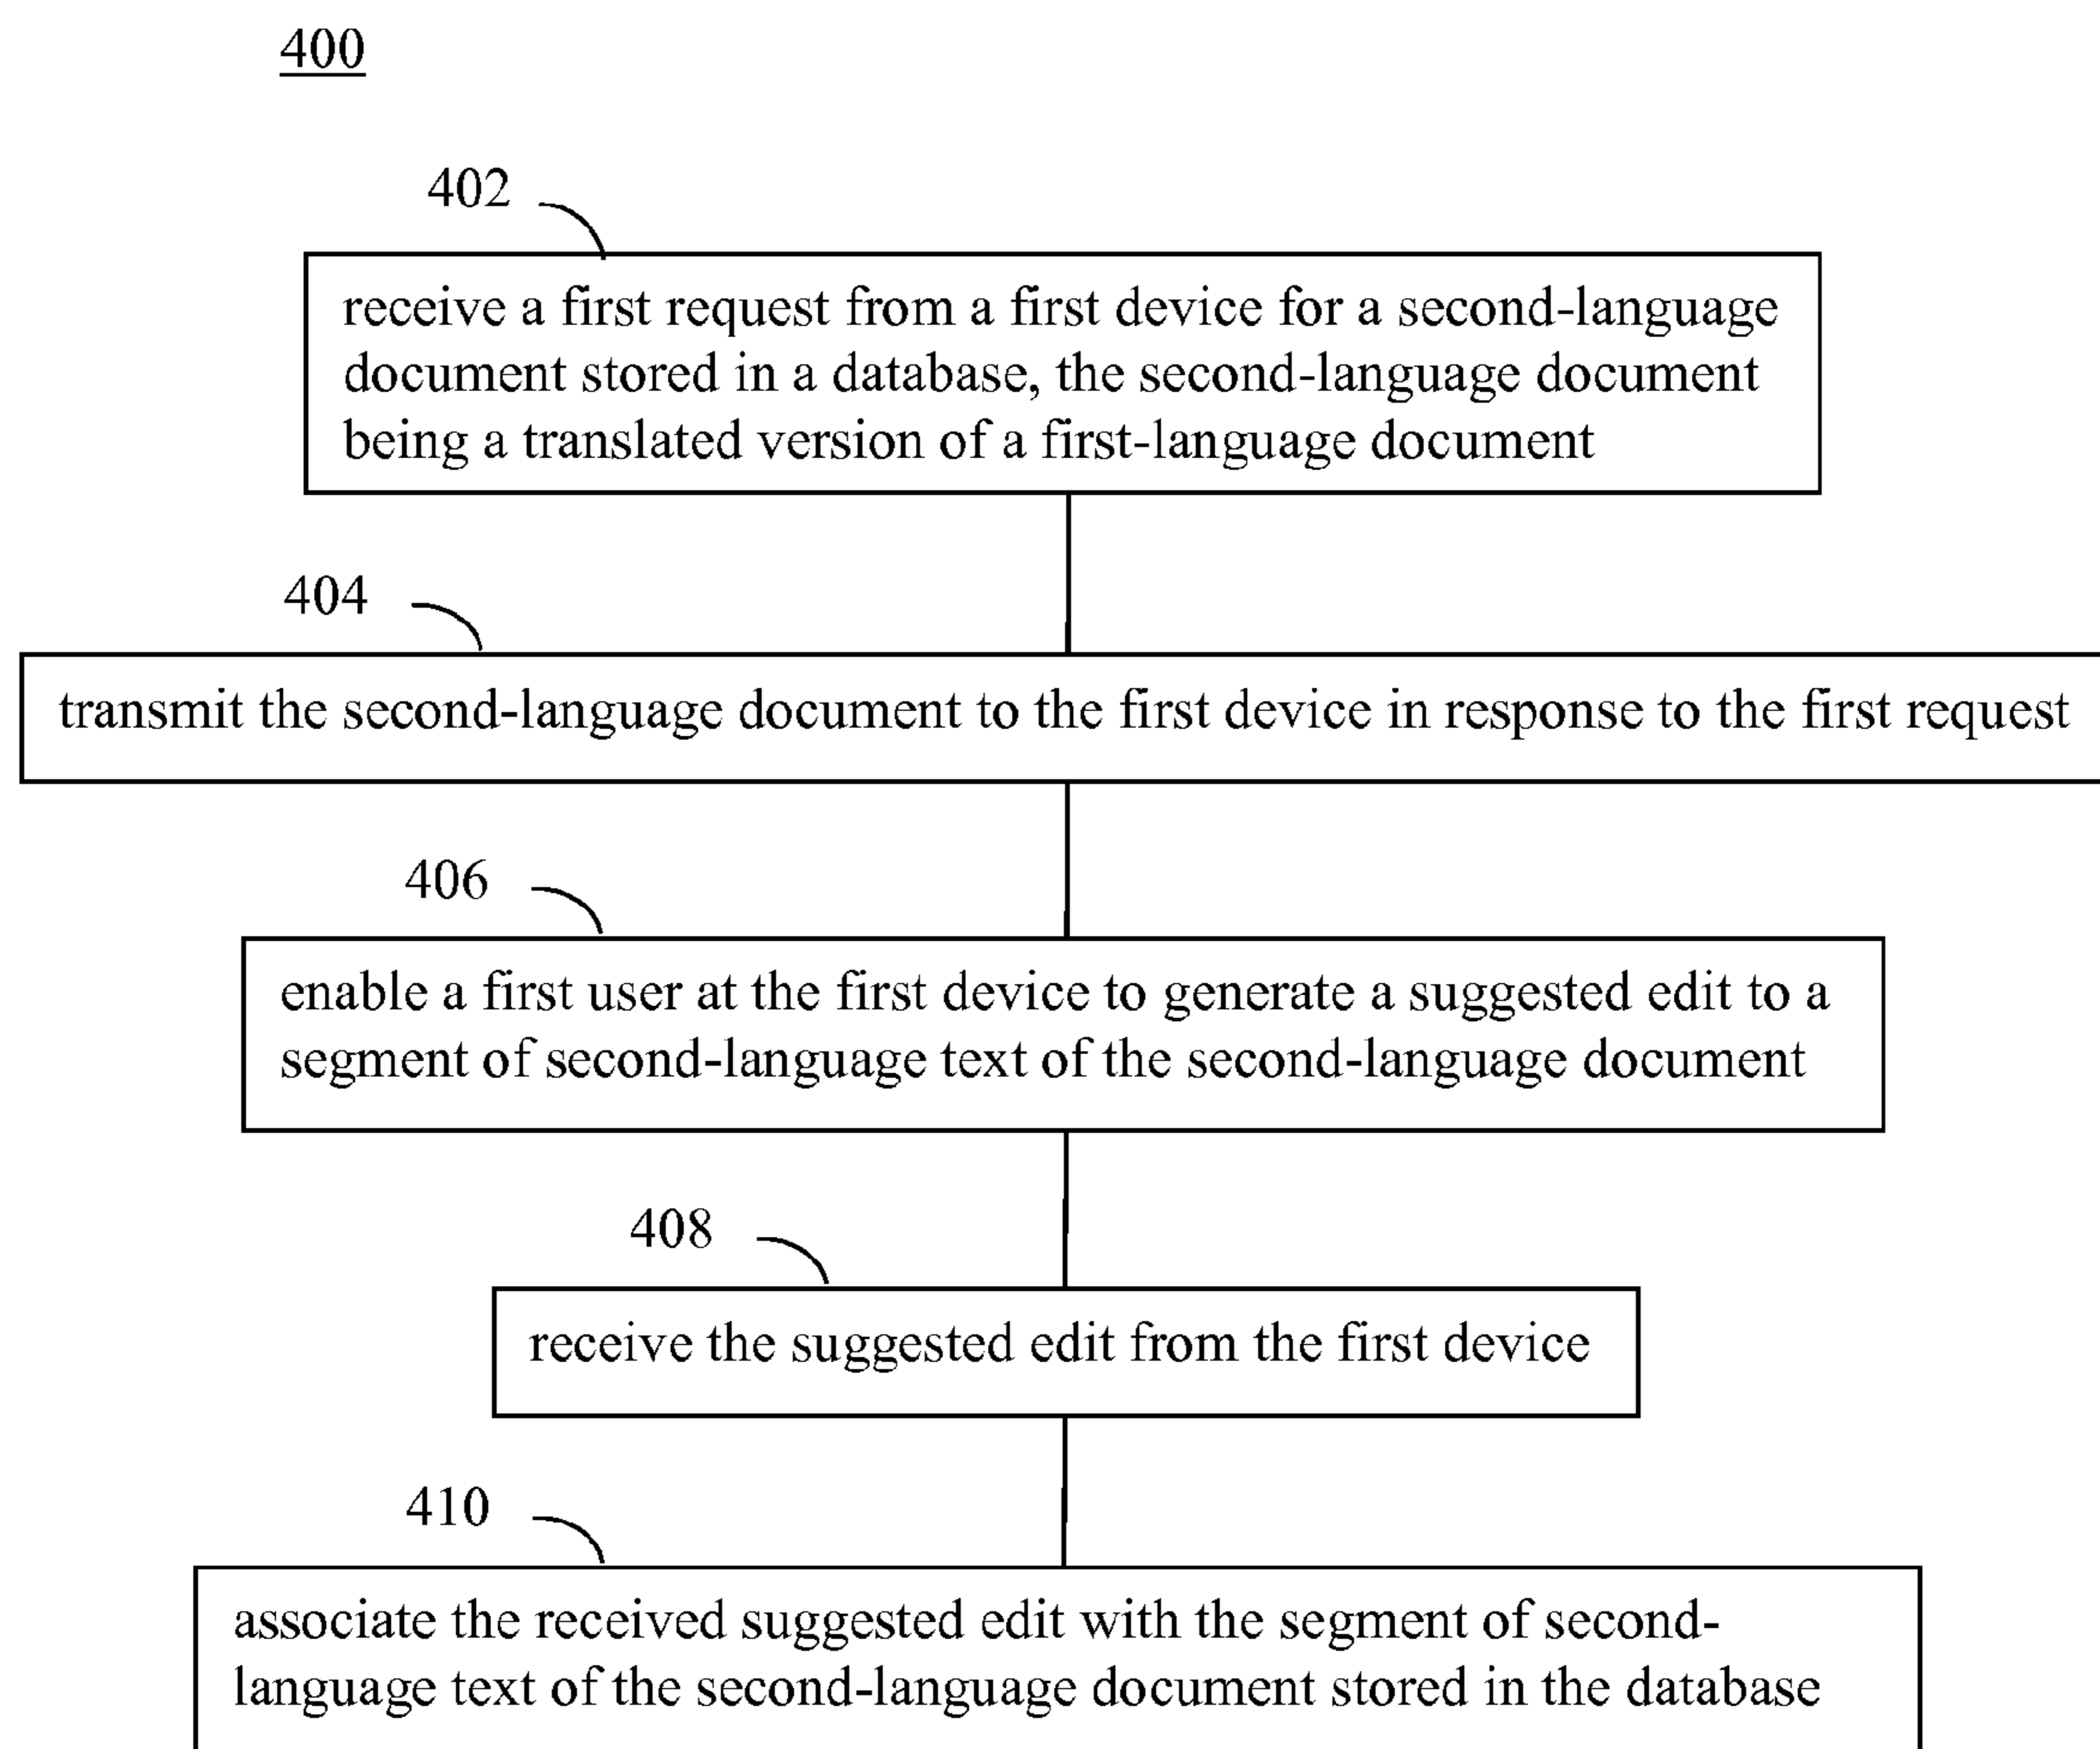 400
402
receive a first request from a first device for a second-language
document stored in a database, the second-language document
being a translated version of a first-language document
404
transmit the second-language document to the first device in response to the first request
406
enable a first user at the first device to generate a suggested edit to a
segment of second-language text of the second-language document
408
receive the suggested edit from the first device
410
associate the received suggested edit with the segment of second-
language text of the second-language document stored in the database